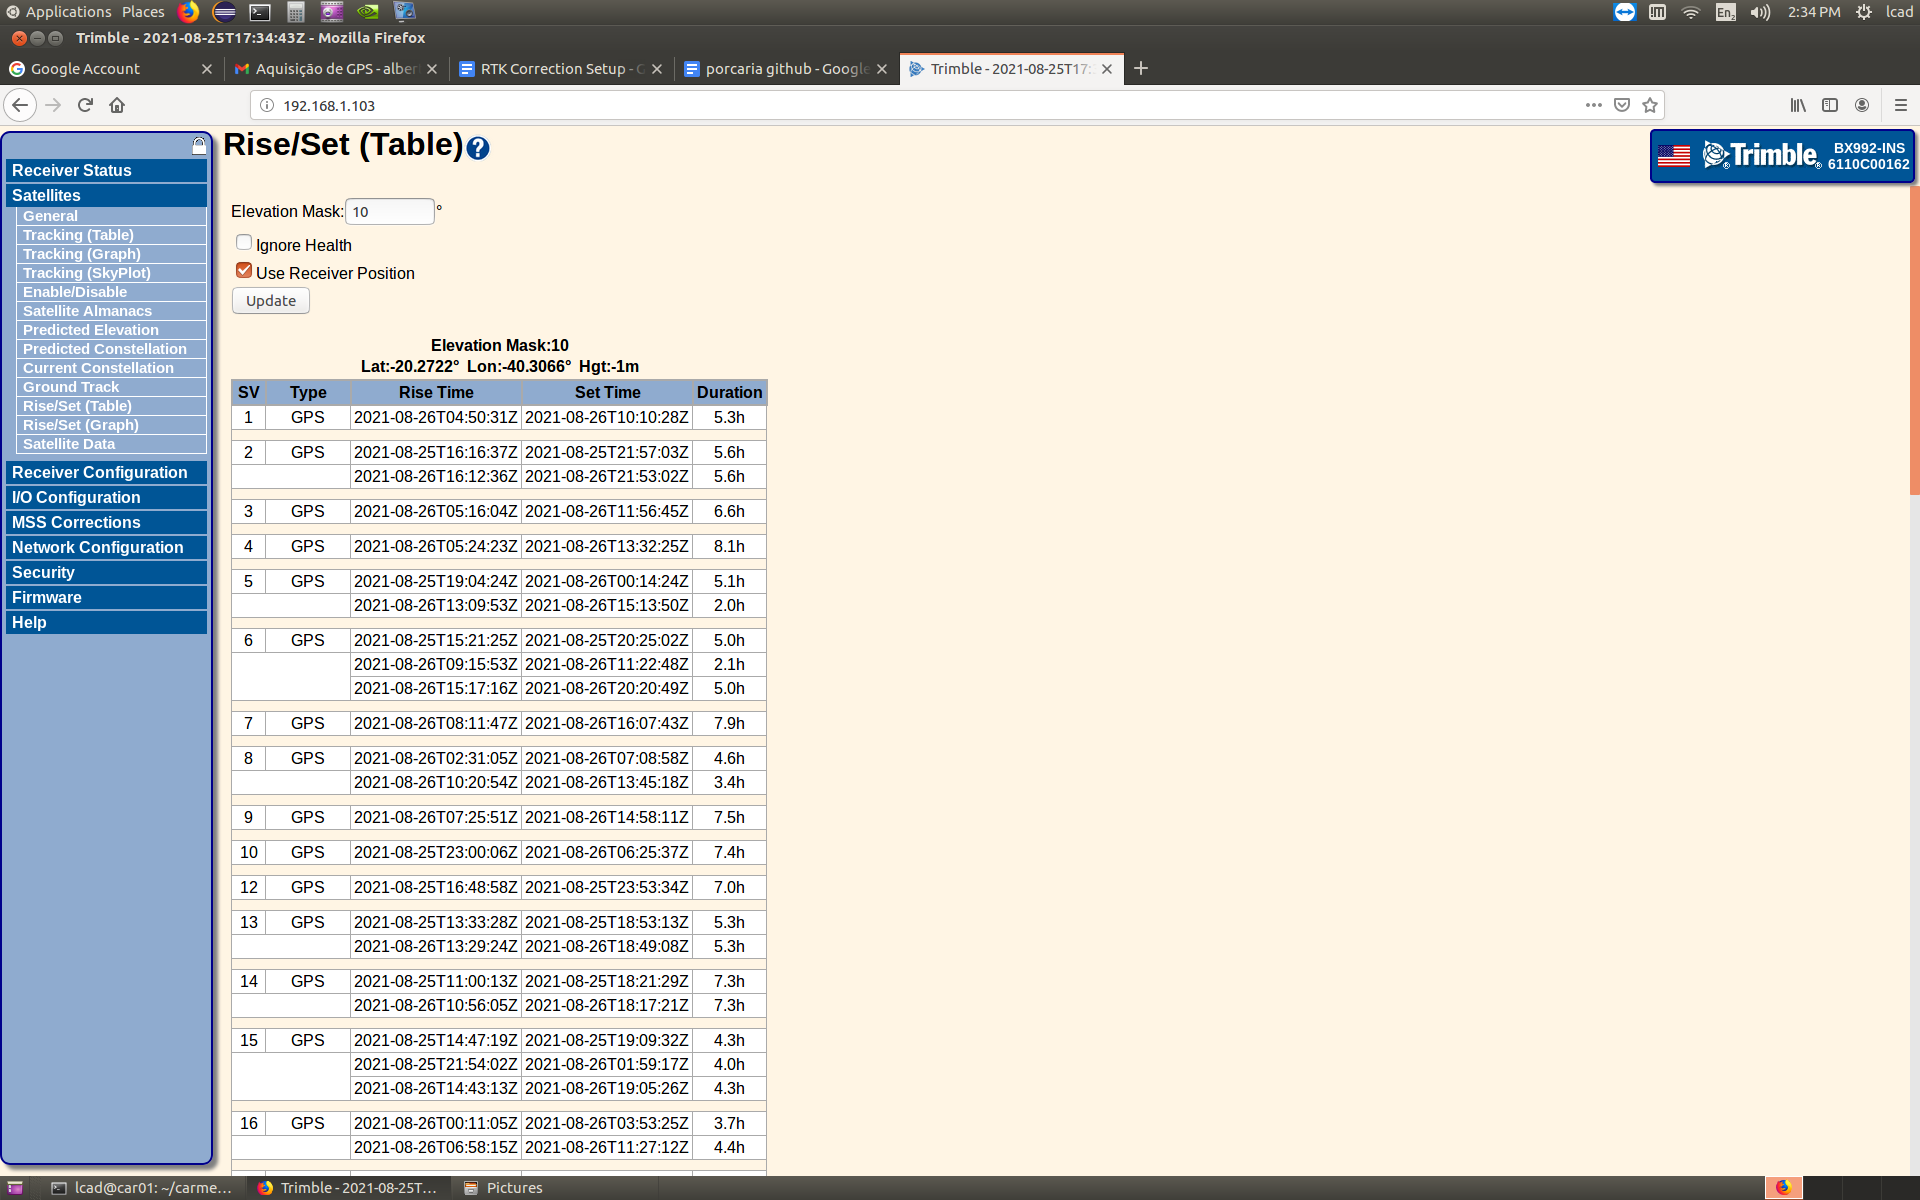 Applications Places En2 2:34 PM lcad
Trimble - 2021-08-25T17:34:43Z - Mozilla Firefox
Google Account Aquisição de GPS - alber RTK Correction Setup - porcaria github - Google Trimble - 2021-08-25T17:
192.168.1.103
Rise/Set (Table)?
Trimble BX992-INS
6110C00162
Receiver Status
Satellites
General
Tracking (Table)
Tracking (Graph)
Tracking (SkyPlot)
Enable/Disable
Satellite Almanacs
Predicted Elevation
Predicted Constellation
Current Constellation
Ground Track
Rise/Set (Table)
Rise/Set (Graph)
Satellite Data
Receiver Configuration
I/O Configuration
MSS Corrections
Network Configuration
Security
Firmware
Help
Elevation Mask: 10 °
Ignore Health
Use Receiver Position
Update
Elevation Mask:10
Lat:-20.2722° Lon:-40.3066° Hgt:-1m
SV Type Rise Time Set Time Duration
1 GPS 2021-08-26T04:50:31Z 2021-08-26T10:10:28Z 5.3h
2 GPS 2021-08-25T16:16:37Z 2021-08-25T21:57:03Z 5.6h
2021-08-26T16:12:36Z 2021-08-26T21:53:02Z 5.6h
3 GPS 2021-08-26T05:16:04Z 2021-08-26T11:56:45Z 6.6h
4 GPS 2021-08-26T05:24:23Z 2021-08-26T13:32:25Z 8.1h
5 GPS 2021-08-25T19:04:24Z 2021-08-26T00:14:24Z 5.1h
2021-08-26T13:09:53Z 2021-08-26T15:13:50Z 2.0h
6 GPS 2021-08-25T15:21:25Z 2021-08-25T20:25:02Z 5.0h
2021-08-26T09:15:53Z 2021-08-26T11:22:48Z 2.1h
2021-08-26T15:17:16Z 2021-08-26T20:20:49Z 5.0h
7 GPS 2021-08-26T08:11:47Z 2021-08-26T16:07:43Z 7.9h
8 GPS 2021-08-26T02:31:05Z 2021-08-26T07:08:58Z 4.6h
2021-08-26T10:20:54Z 2021-08-26T13:45:18Z 3.4h
9 GPS 2021-08-26T07:25:51Z 2021-08-26T14:58:11Z 7.5h
10 GPS 2021-08-25T23:00:06Z 2021-08-26T06:25:37Z 7.4h
12 GPS 2021-08-25T16:48:58Z 2021-08-25T23:53:34Z 7.0h
13 GPS 2021-08-25T13:33:28Z 2021-08-25T18:53:13Z 5.3h
2021-08-26T13:29:24Z 2021-08-26T18:49:08Z 5.3h
14 GPS 2021-08-25T11:00:13Z 2021-08-25T18:21:29Z 7.3h
2021-08-26T10:56:05Z 2021-08-26T18:17:21Z 7.3h
15 GPS 2021-08-25T14:47:19Z 2021-08-25T19:09:32Z 4.3h
2021-08-25T21:54:02Z 2021-08-26T01:59:17Z 4.0h
2021-08-26T14:43:13Z 2021-08-26T19:05:26Z 4.3h
16 GPS 2021-08-26T00:11:05Z 2021-08-26T03:53:25Z 3.7h
2021-08-26T06:58:15Z 2021-08-26T11:27:12Z 4.4h
lcad@car01: ~/carme... Trimble - 2021-08-25T... Pictures